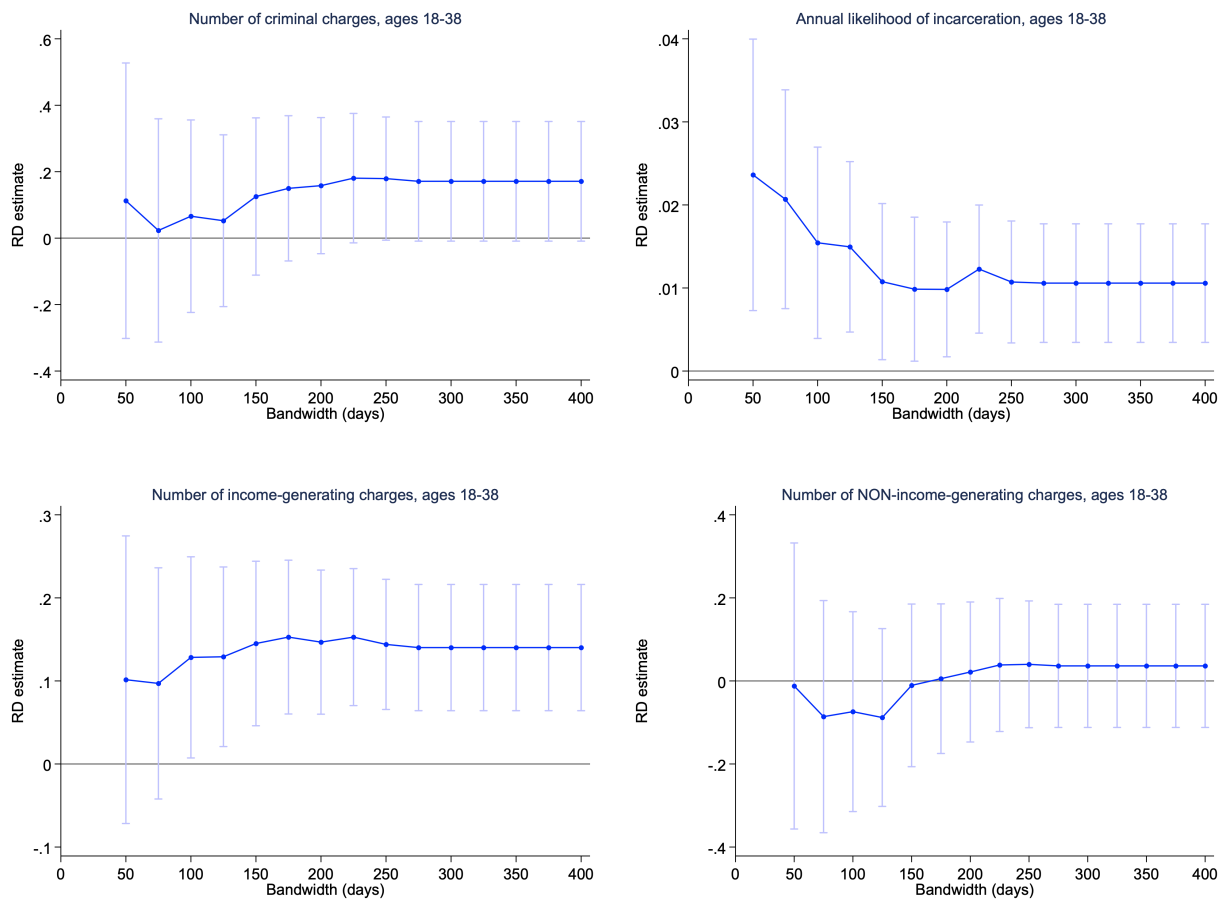 Number of criminal charges, ages 18-38
.6
.4
.2
0
-.2
-.4
RD estimate
0 50 100 150 200 250 300 350 400
Bandwidth (days)
Annual likelihood of incarceration, ages 18-38
.04
.03
.02
.01
0
RD estimate
0 50 100 150 200 250 300 350 400
Bandwidth (days)
Number of income-generating charges, ages 18-38
.3
.2
.1
0
-.1
RD estimate
0 50 100 150 200 250 300 350 400
Bandwidth (days)
Number of NON-income-generating charges, ages 18-38
.4
.2
0
-.2
-.4
RD estimate
0 50 100 150 200 250 300 350 400
Bandwidth (days)